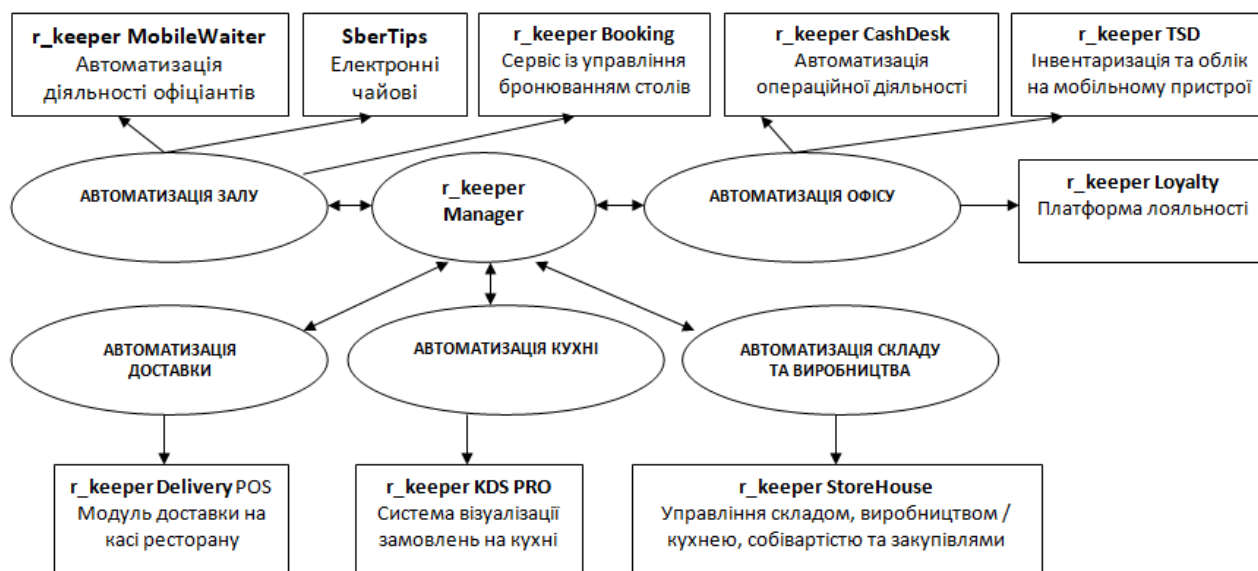 r_keeper MobileWaiter
Автоматизація
діяльності офіціантів
SberTips
Електронні
чайові
r_keeper Booking
Сервіс із управління
бронюванням столів
r_keeper CashDesk
Автоматизація
операційної діяльності
r_keeper TSD
Інвентаризація та облік
на мобільному пристрої
АВТОМАТИЗАЦІЯ ЗАЛУ
r_keeper
Manager
АВТОМАТИЗАЦІЯ ОФІСУ
r_keeper Loyalty
Платформа лояльності
АВТОМАТИЗАЦІЯ
ДОСТАВКИ
АВТОМАТИЗАЦІЯ КУХНІ
АВТОМАТИЗАЦІЯ СКЛАДУ
ТА ВИРОБНИЦТВА
r_keeper Delivery POS
Модуль доставки на
касі ресторану
r_keeper KDS PRO
Система візуалізації
замовлень на кухні
r_keeper StoreHouse
Управління складом, виробництвом /
кухнею, собівартістю та закупівлями